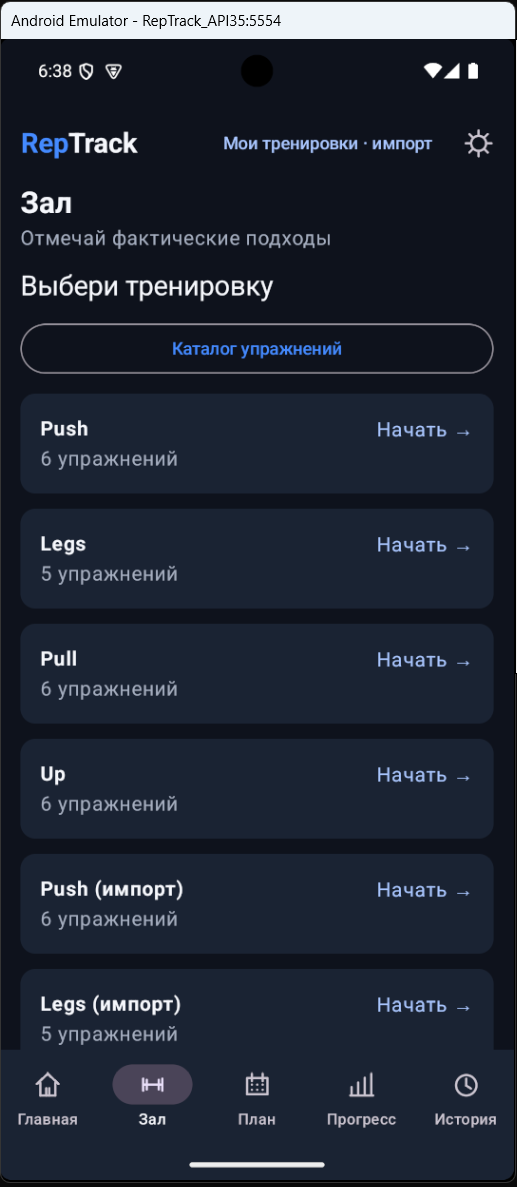 Android Emulator - RepTrack_API35:5554
6:38
RepTrack
Мои тренировки · импорт
Зал
Отмечай фактические подходы
Выбери тренировку
Каталог упражнений
Push
Начать →
6 упражнений
Legs
Начать →
5 упражнений
Pull
Начать →
6 упражнений
Up
Начать →
6 упражнений
Push (импорт)
Начать →
6 упражнений
Legs (импорт)
Начать →
5 упражнений
Главная
Зал
План
Прогресс
История